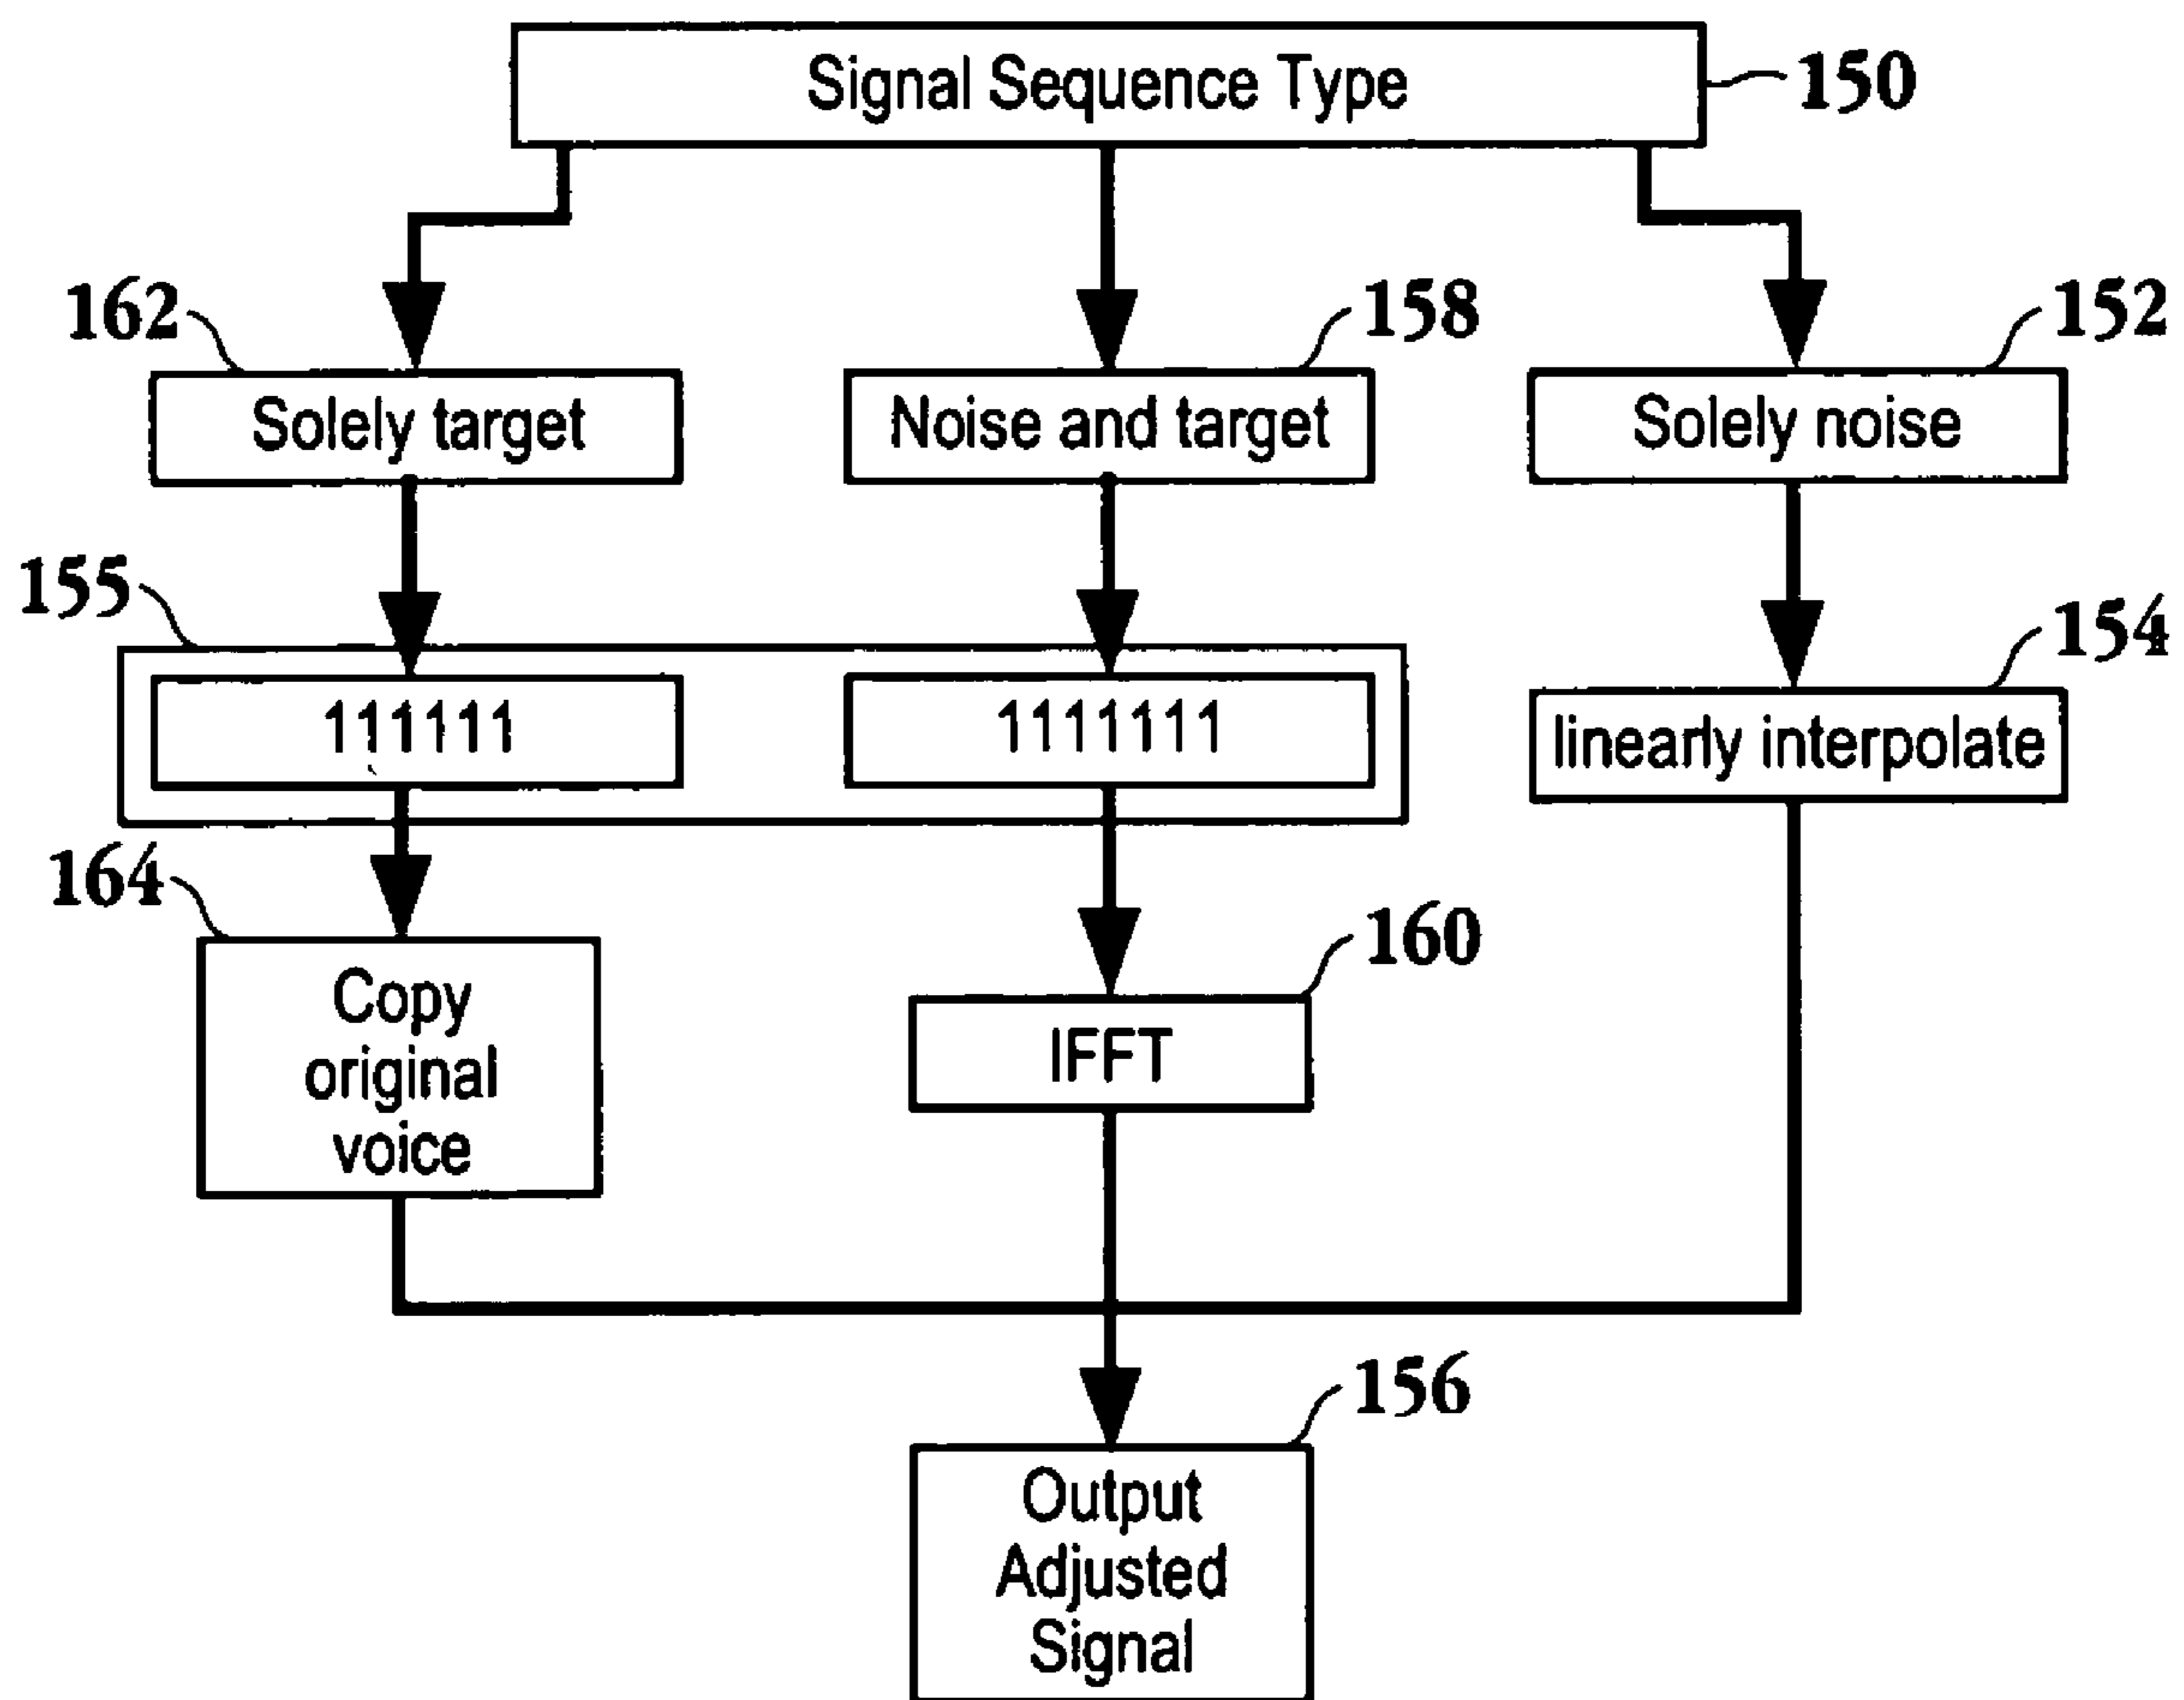 Signal Sequence Type
150
162
158
152
Solely target
Noise and target
Solely noise
155
154
111111
1111111
linearly interpolate
164
160
Copy
original
voice
IFFT
156
Output
Adjusted
Signal